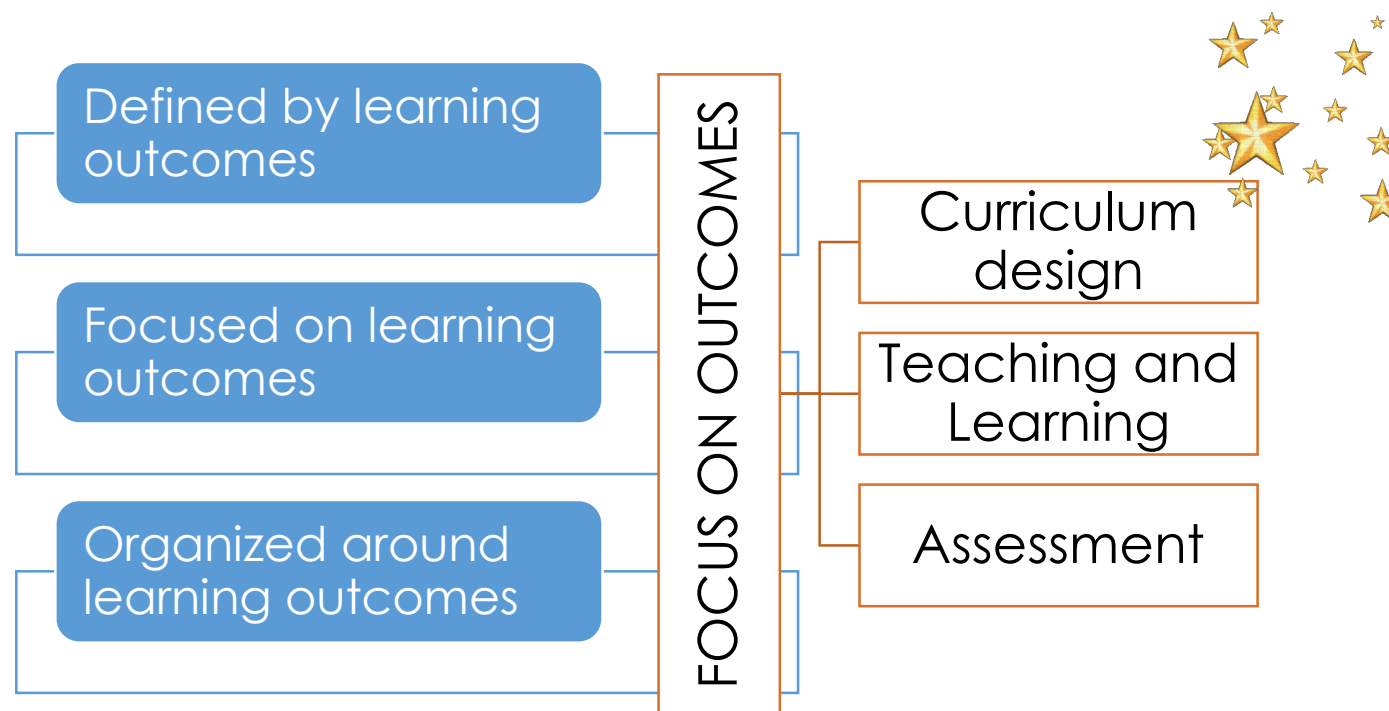 Defined by learning
outcomes
Focused on learning
outcomes
Organized around
learning outcomes
FOCUS ON OUTCOMES
Curriculum
design
Teaching and
Learning
Assessment